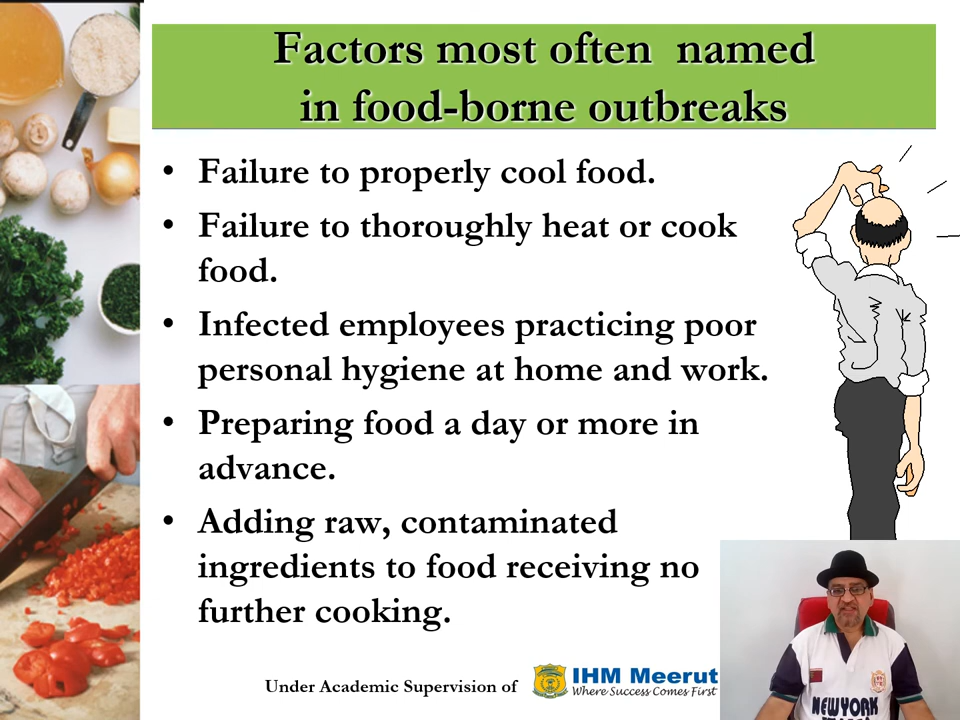 Factors most often named
in food-borne outbreaks
• Failure to properly cool food.
• Failure to thoroughly heat or cook
food.
• Infected employees practicing poor
personal hygiene at home and work.
• Preparing food a day or more in
advance.
• Adding raw, contaminated
ingredients to food receiving no
further cooking.
Under Academic Supervision of
IHM Meerut
Where Success Comes First
NEWYORK